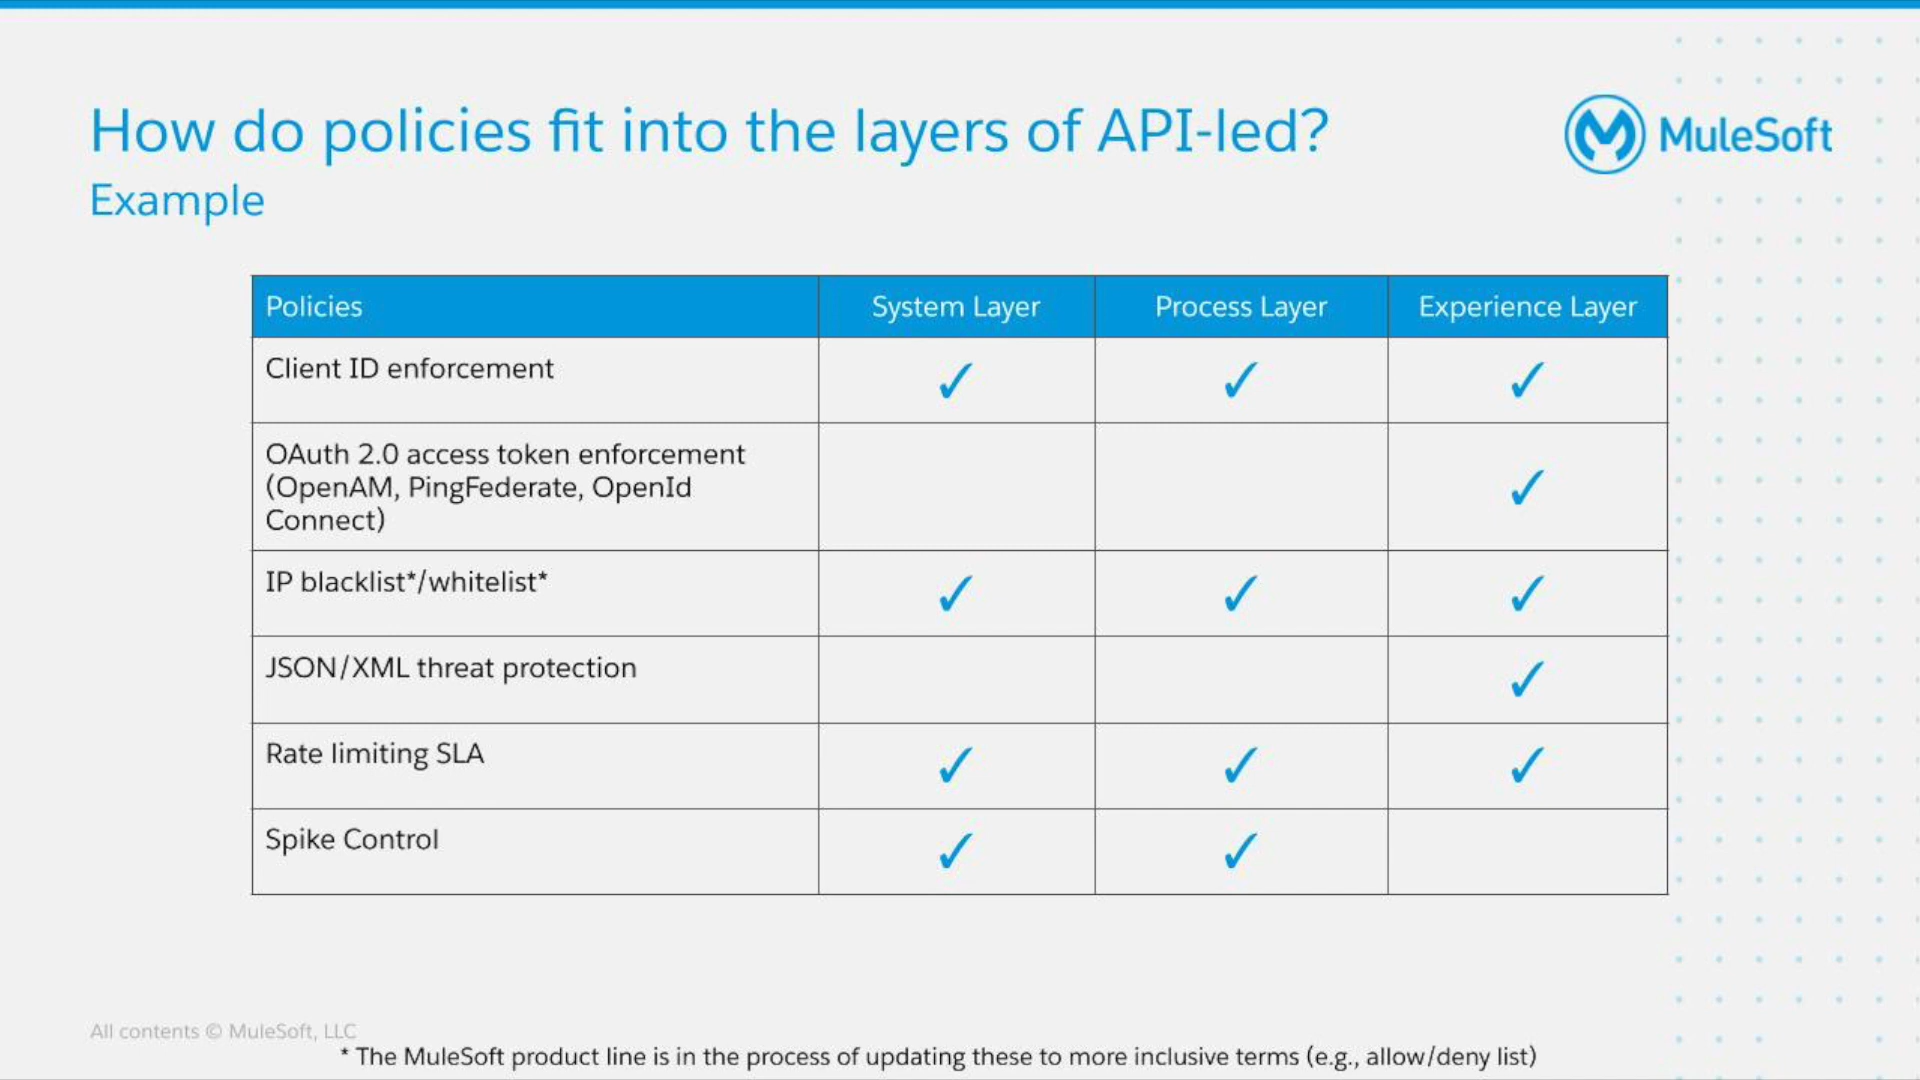 How do policies fit into the layers of API-led?
MuleSoft
Example
Policies System Layer Process Layer Experience Layer
Client ID enforcement ✓ ✓ ✓
OAuth 2.0 access token enforcement
(OpenAM, PingFederate, OpenId
Connect) ✓
IP blacklist*/whitelist* ✓ ✓ ✓
JSON/XML threat protection ✓
Rate limiting SLA ✓ ✓ ✓
Spike Control ✓ ✓
All contents © MuleSoft, LLC
* The MuleSoft product line is in the process of updating these to more inclusive terms (e.g., allow/deny list)